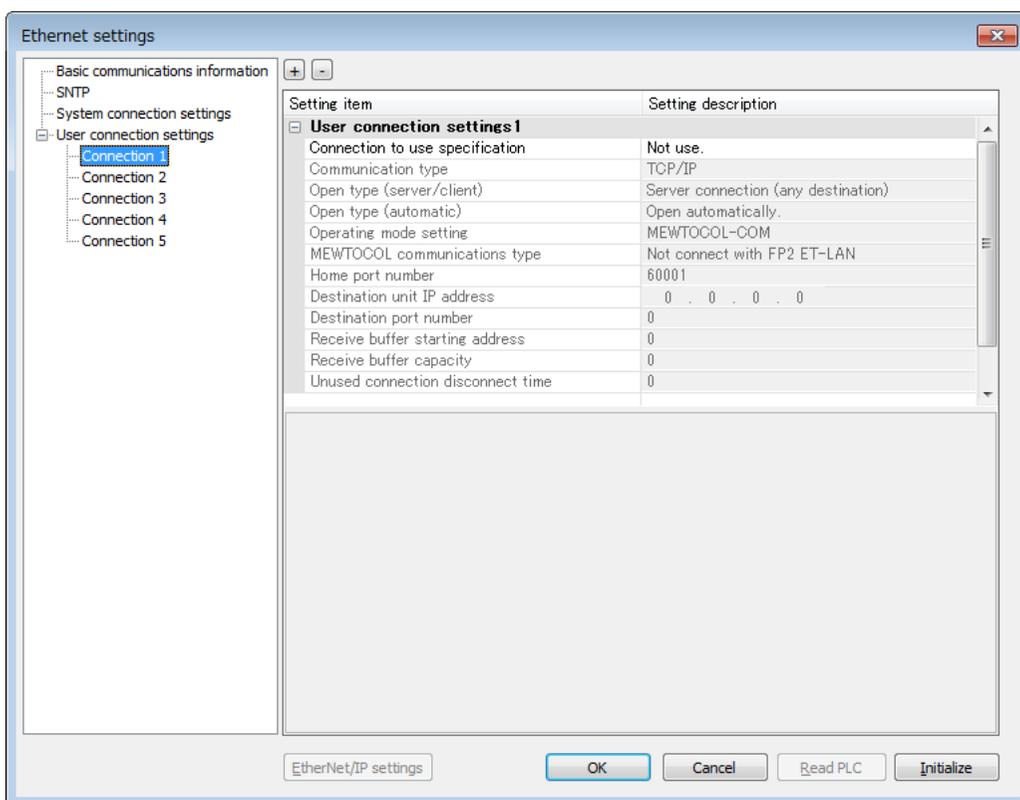 Ethernet settings
Basic communications information
SNTP
System connection settings
User connection settings
Connection 1
Connection 2
Connection 3
Connection 4
Connection 5
+ -
Setting item Setting description
User connection settings1
Connection to use specification Not use.
Communication type TCP/IP
Open type (server/client) Server connection (any destination)
Open type (automatic) Open automatically.
Operating mode setting MEWTOCOL-COM
MEWTOCOL communications type Not connect with FP2 ET-LAN
Home port number 60001
Destination unit IP address 0 . 0 . 0 . 0
Destination port number 0
Receive buffer starting address 0
Receive buffer capacity 0
Unused connection disconnect time 0
EtherNet/IP settings OK Cancel Read PLC Initialize